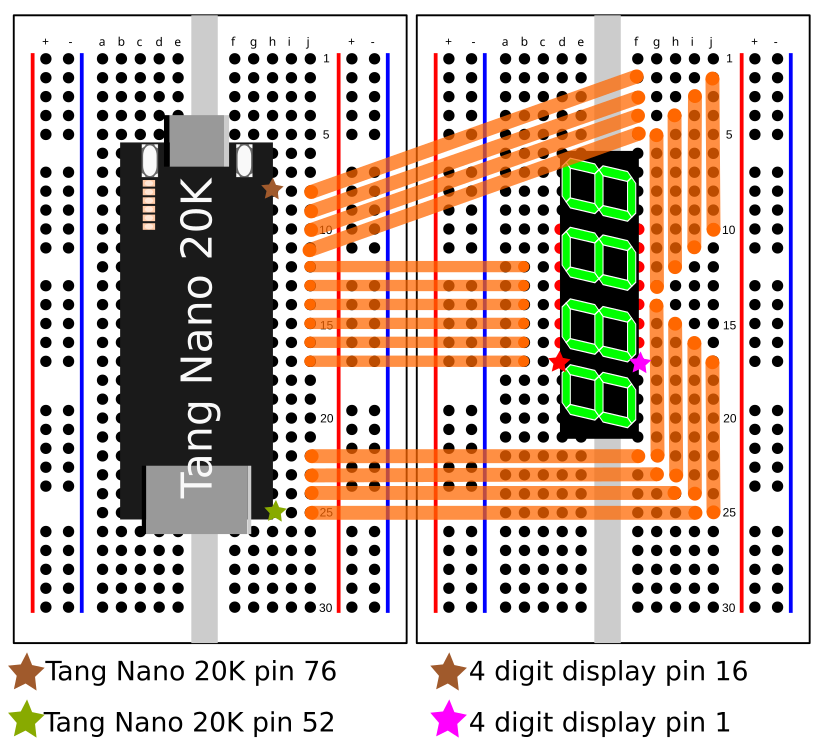 + - a b c d e f g h i j + - + - a b c d e f g h i j + -
1 1
5 5
10 10
15 15
20 20
25 25
30 30
Tang Nano 20K
8888
Tang Nano 20K pin 76 4 digit display pin 16
Tang Nano 20K pin 52 4 digit display pin 1